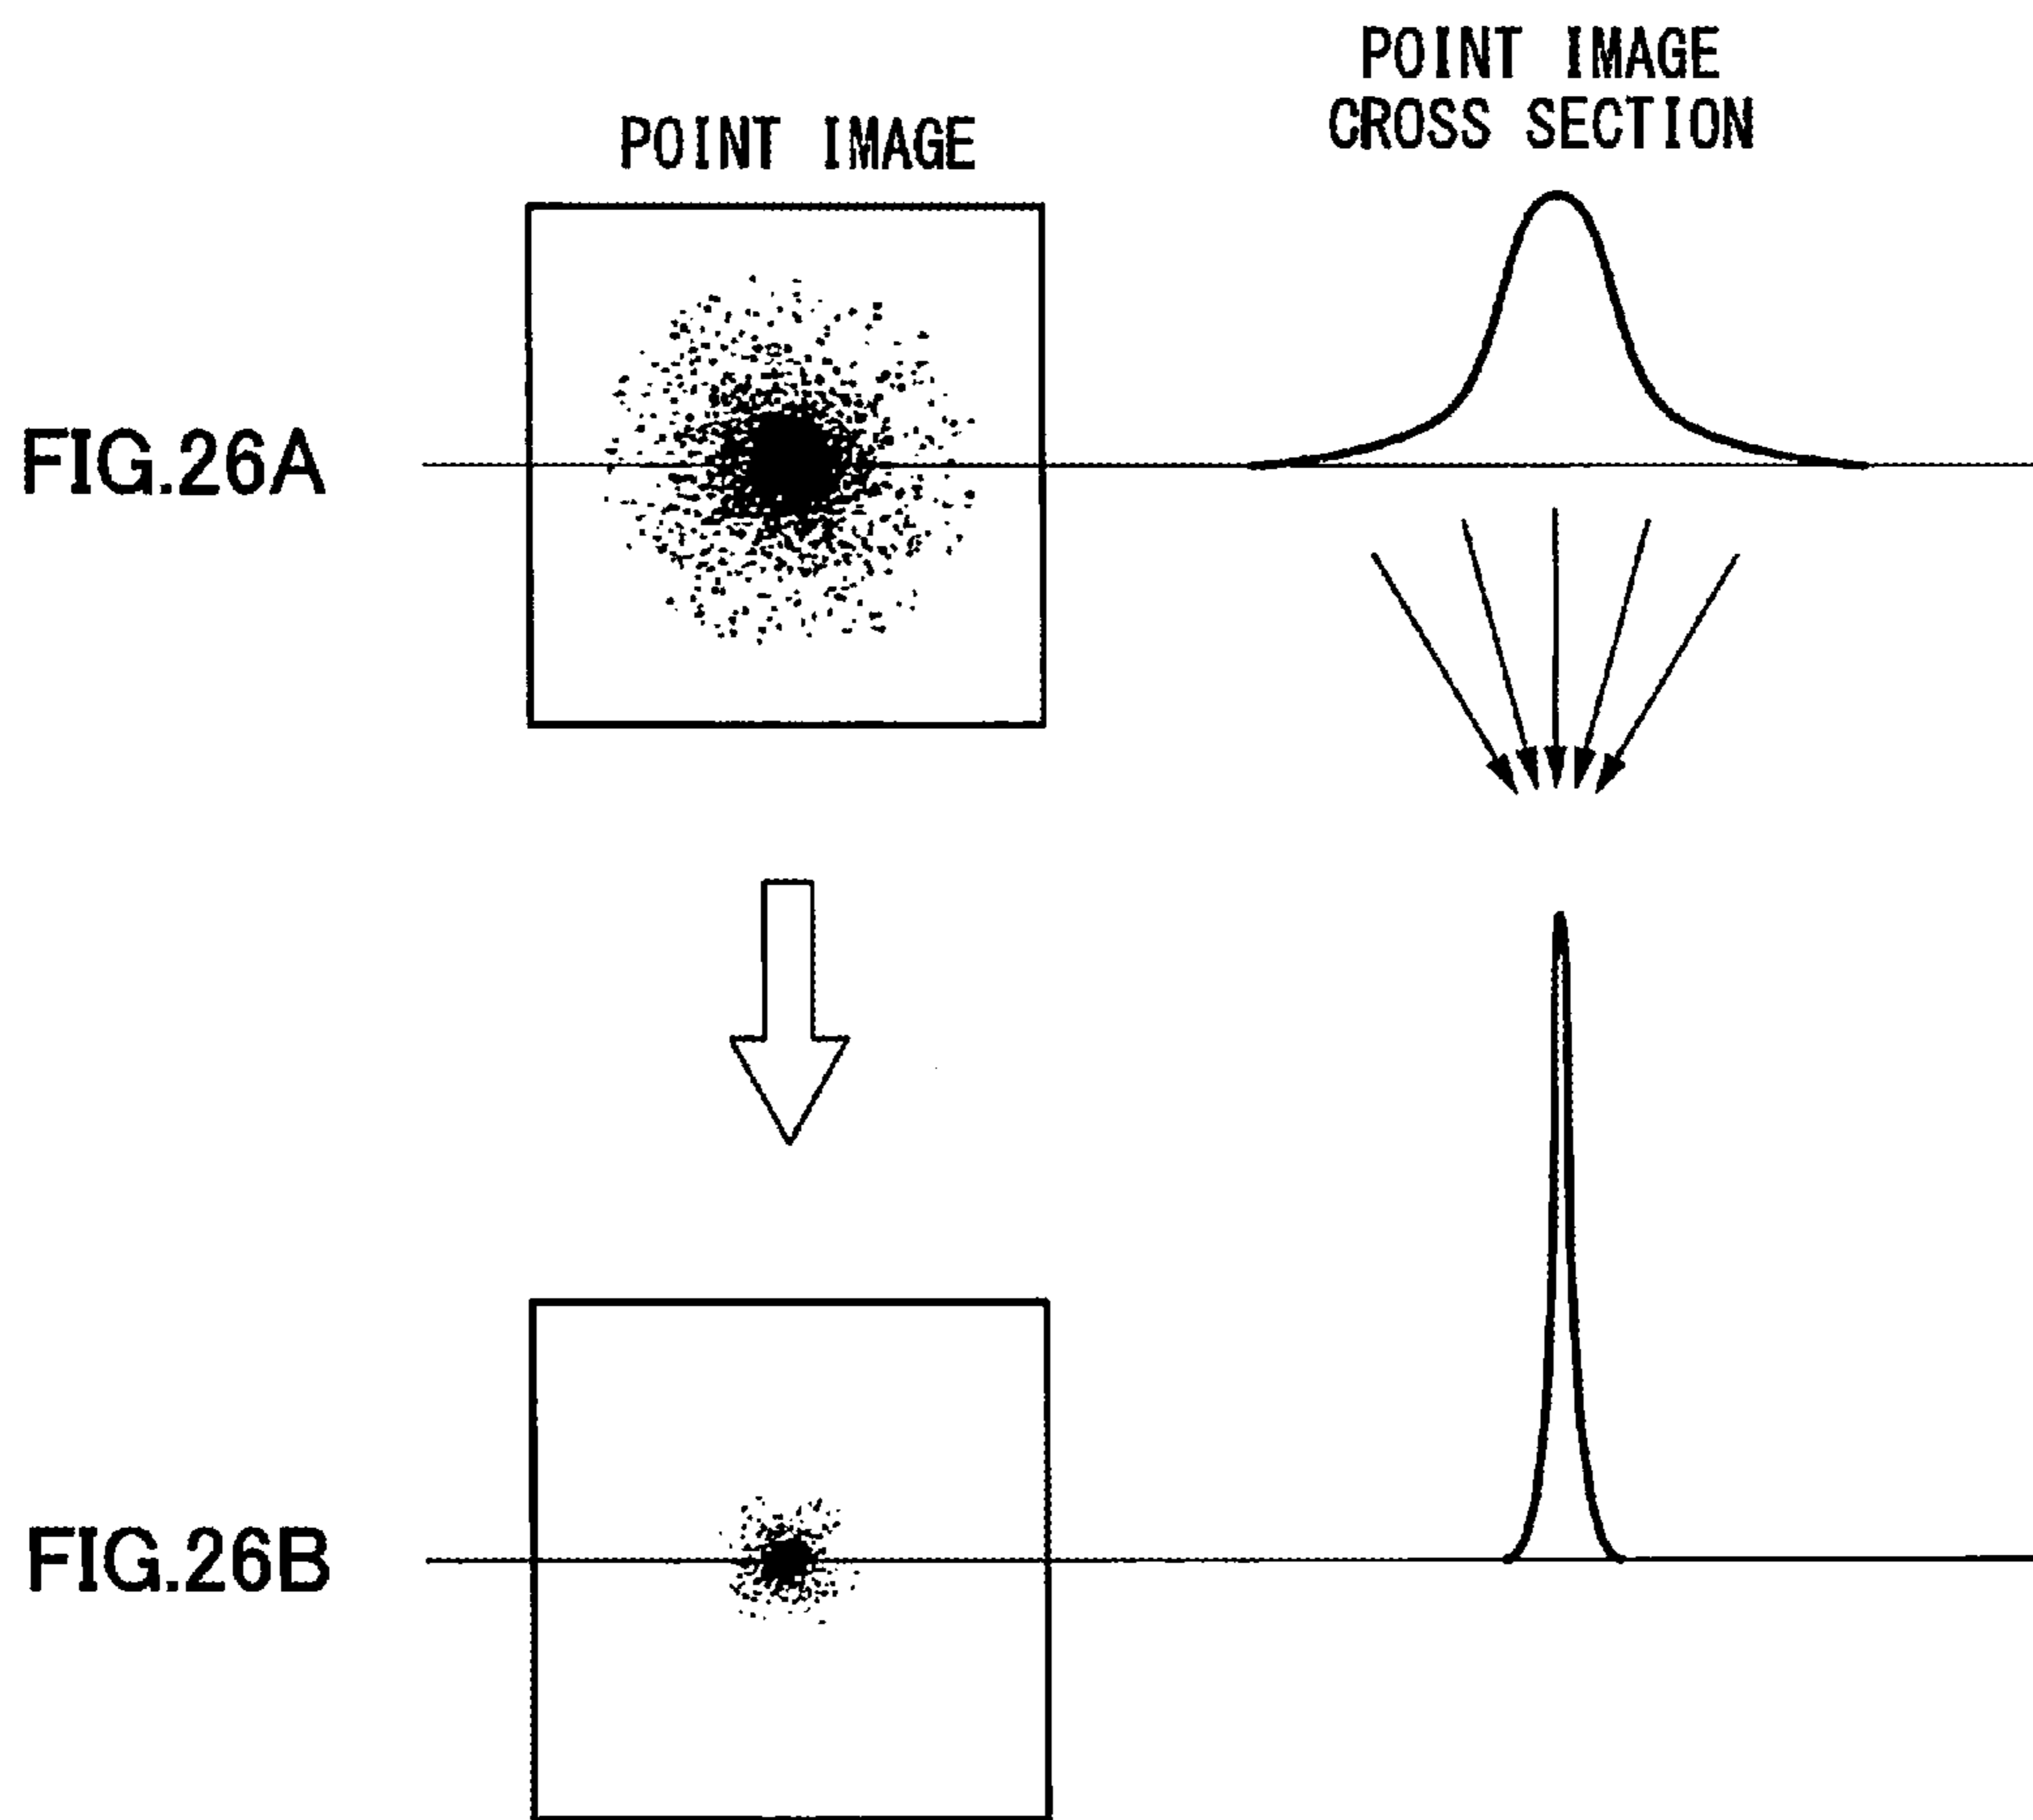 POINT IMAGE
POINT IMAGE
CROSS SECTION
FIG.26A
FIG.26B